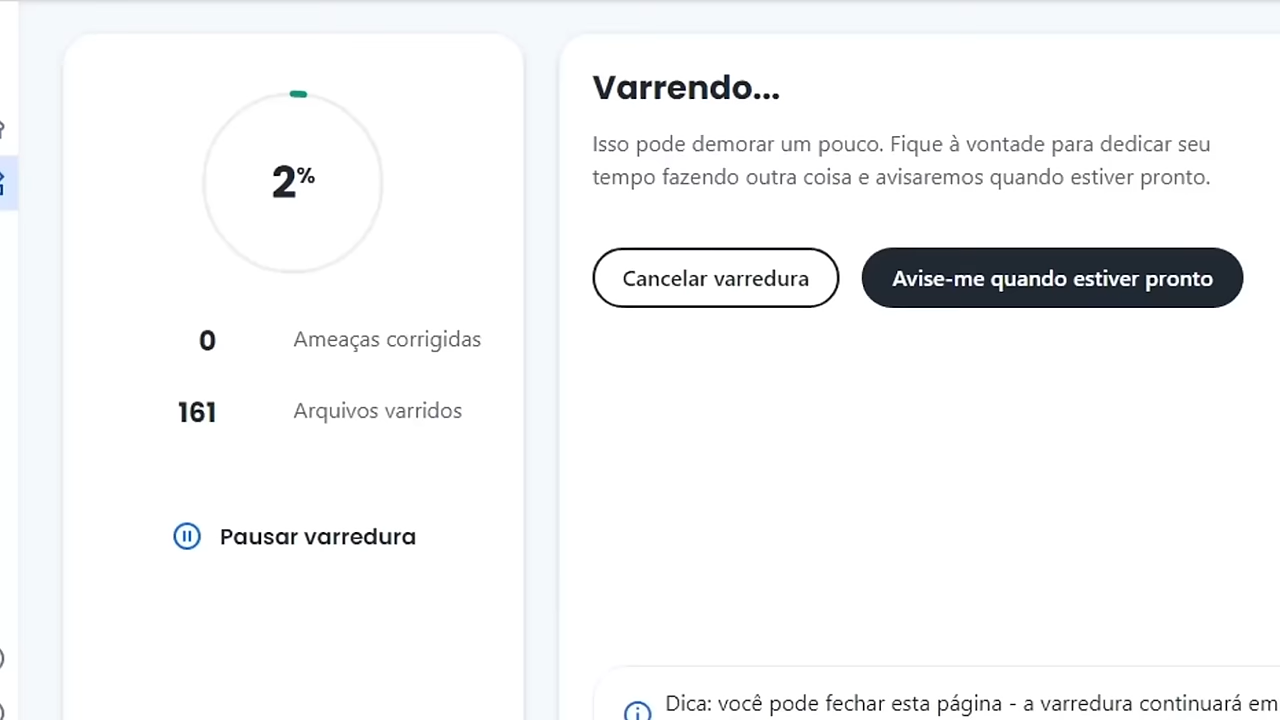 2%
0 Ameaças corrigidas
161 Arquivos varridos
Pausar varredura
Varrendo...
Isso pode demorar um pouco. Fique à vontade para dedicar seu
tempo fazendo outra coisa e avisaremos quando estiver pronto.
Cancelar varredura
Avise-me quando estiver pronto
Dica: você pode fechar esta página - a varredura continuará em